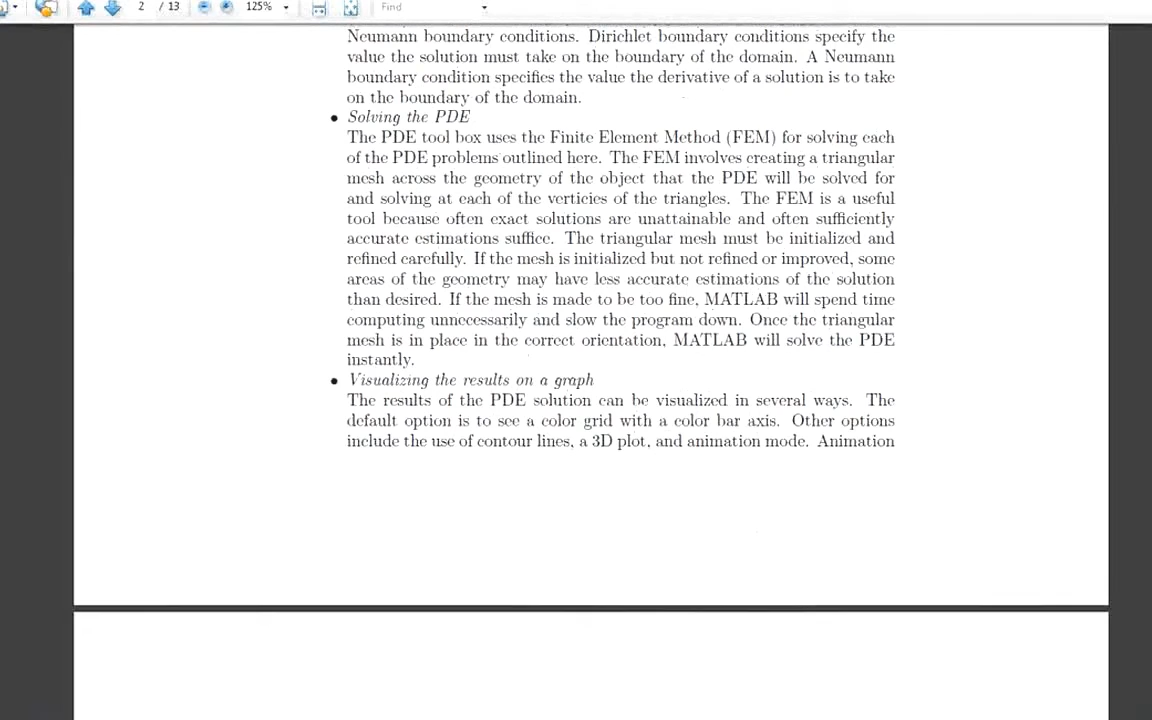 2 / 13 125% Find
Neumann boundary conditions. Dirichlet boundary conditions specify the
value the solution must take on the boundary of the domain. A Neumann
boundary condition specifies the value the derivative of a solution is to take
on the boundary of the domain.
• Solving the PDE
The PDE tool box uses the Finite Element Method (FEM) for solving each
of the PDE problems outlined here. The FEM involves creating a triangular
mesh across the geometry of the object that the PDE will be solved for
and solving at each of the verticies of the triangles. The FEM is a useful
tool because often exact solutions are unattainable and often sufficiently
accurate estimations suffice. The triangular mesh must be initialized and
refined carefully. If the mesh is initialized but not refined or improved, some
areas of the geometry may have less accurate estimations of the solution
than desired. If the mesh is made to be too fine, MATLAB will spend time
computing unnecessarily and slow the program down. Once the triangular
mesh is in place in the correct orientation, MATLAB will solve the PDE
instantly.
• Visualizing the results on a graph
The results of the PDE solution can be visualized in several ways. The
default option is to see a color grid with a color bar axis. Other options
include the use of contour lines, a 3D plot, and animation mode. Animation